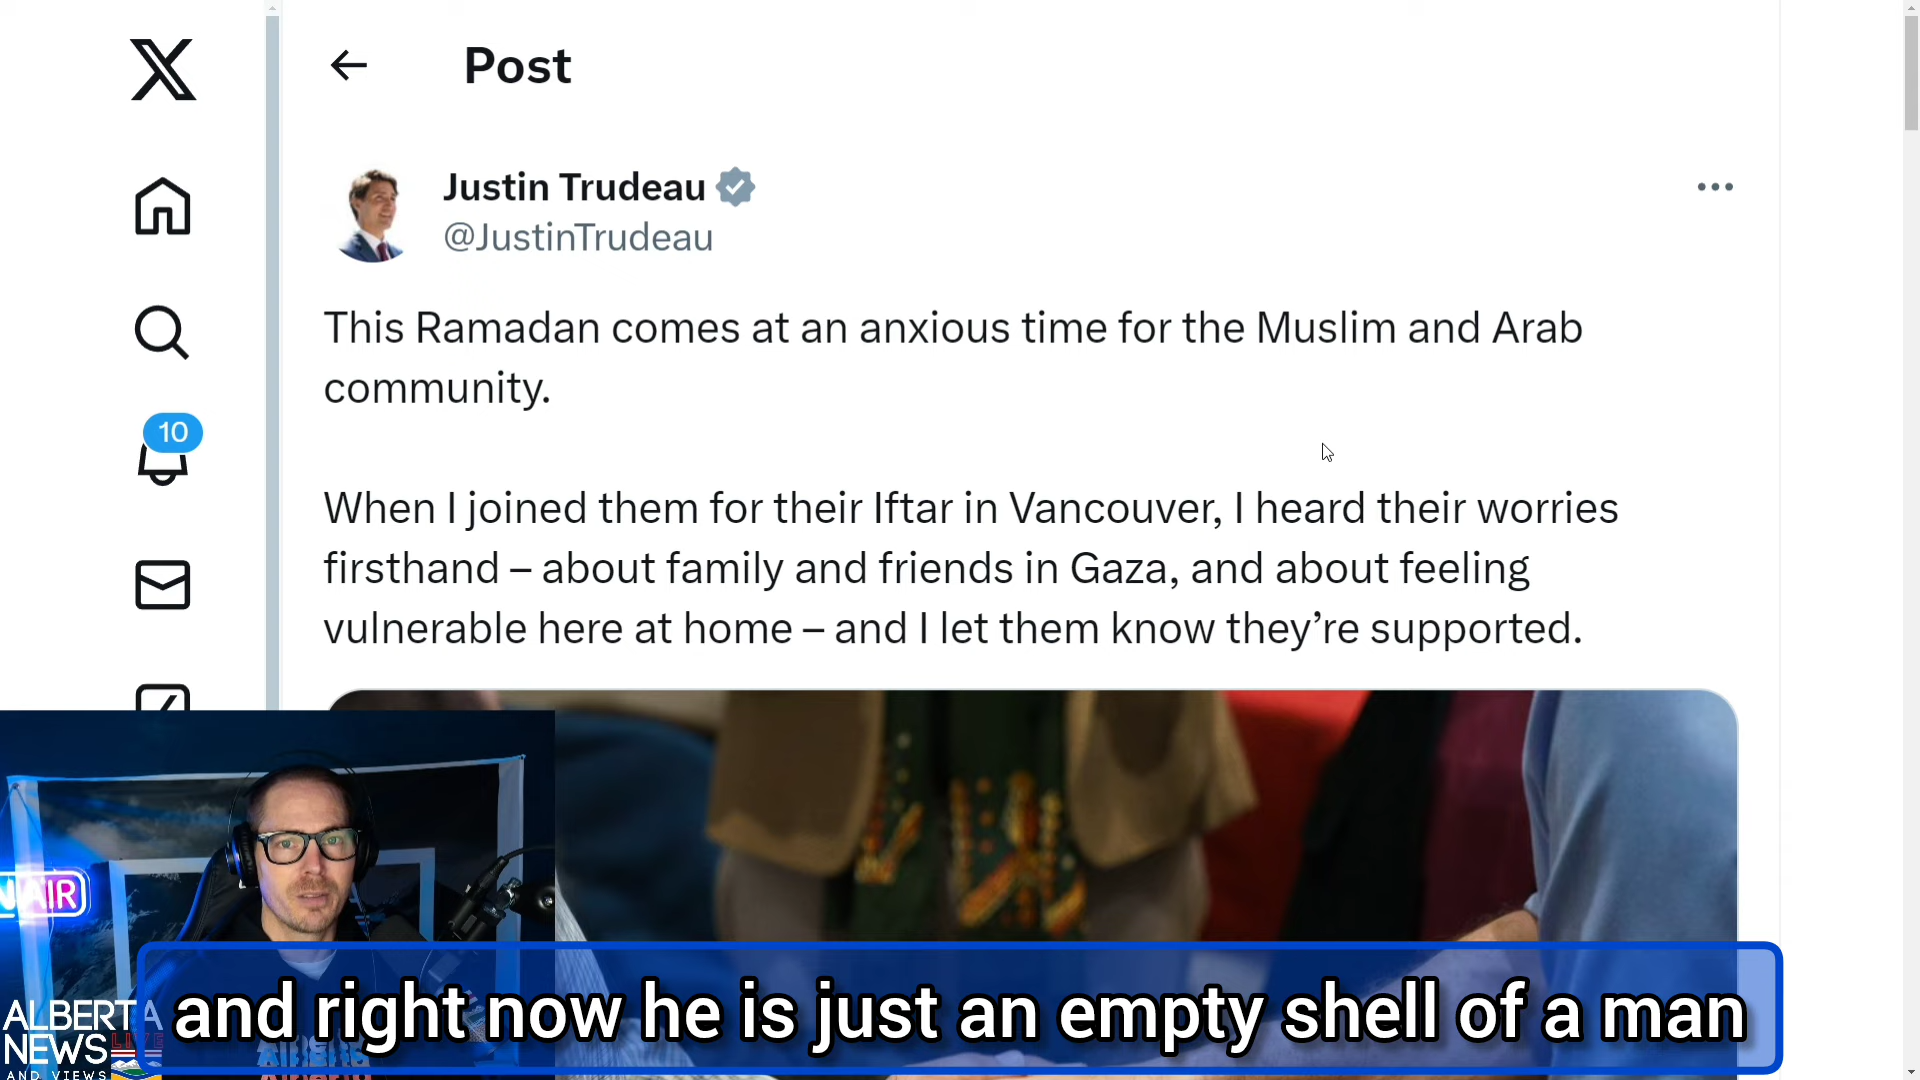 Post
Justin Trudeau
@JustinTrudeau
This Ramadan comes at an anxious time for the Muslim and Arab
community.
10
When I joined them for their Iftar in Vancouver, I heard their worries
firsthand – about family and friends in Gaza, and about feeling
vulnerable here at home – and I let them know they’re supported.
AIR
and right now he is just an empty shell of a man
ALBERTA
NEWS
LIVE
AND VIEWS